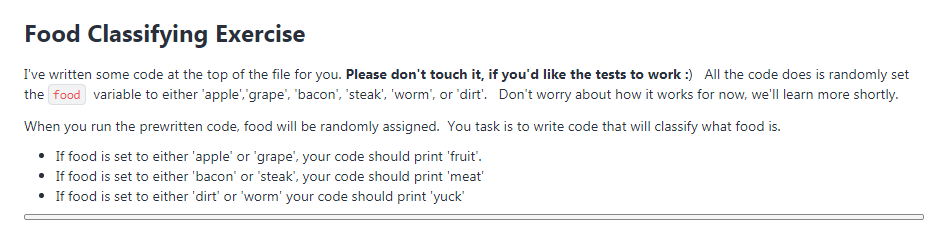 Food Classifying Exercise
I've written some code at the top of the file for you. Please don't touch it, if you'd like the tests to work :)   All the code does is randomly set
the food variable to either 'apple','grape', 'bacon', 'steak', 'worm', or 'dirt'.   Don't worry about how it works for now, we'll learn more shortly.
When you run the prewritten code, food will be randomly assigned.  You task is to write code that will classify what food is.
• If food is set to either 'apple' or 'grape', your code should print 'fruit'.
• If food is set to either 'bacon' or 'steak', your code should print 'meat'
• If food is set to either 'dirt' or 'worm' your code should print 'yuck'